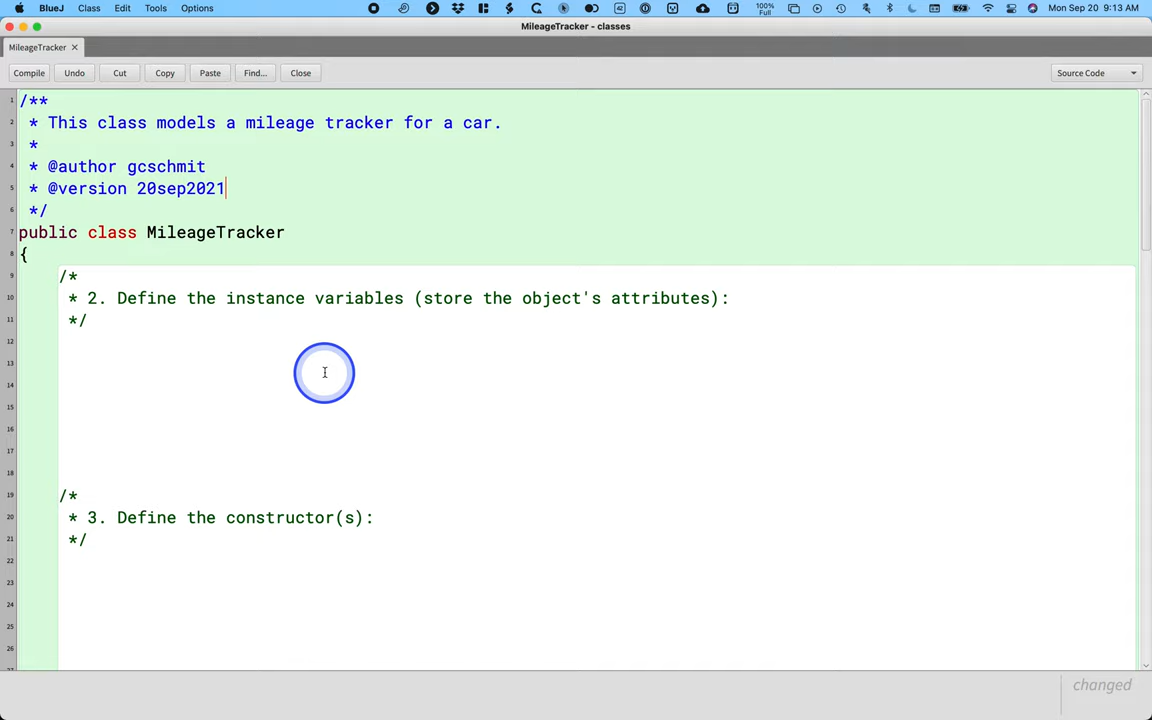 BlueJ Class Edit Tools Options 42 100% Full Mon Sep 20 9:13 AM
MileageTracker - classes
MileageTracker ×
Compile Undo Cut Copy Paste Find... Close Source Code
1 /**
2 * This class models a mileage tracker for a car.
3 *
4 * @author gcschmit
5 * @version 20sep2021
6 */
7 public class MileageTracker
8 {
9 /*
10 * 2. Define the instance variables (store the object's attributes):
11 */
12
13
14
15
16
17
18
19 /*
20 * 3. Define the constructor(s):
21 */
22
23
24
25
26
27
changed